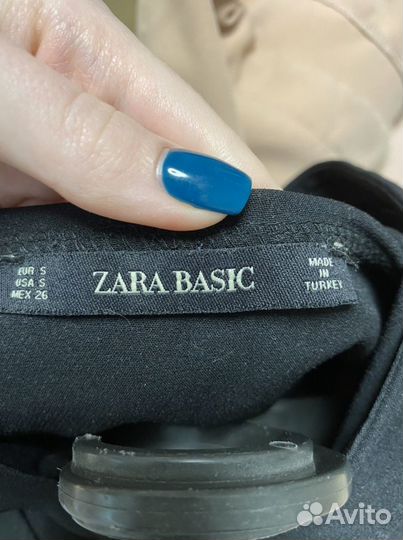 EUR S
USA S
MEX 26
ZARA BASIC
MADE
IN
TURKEY
Avito